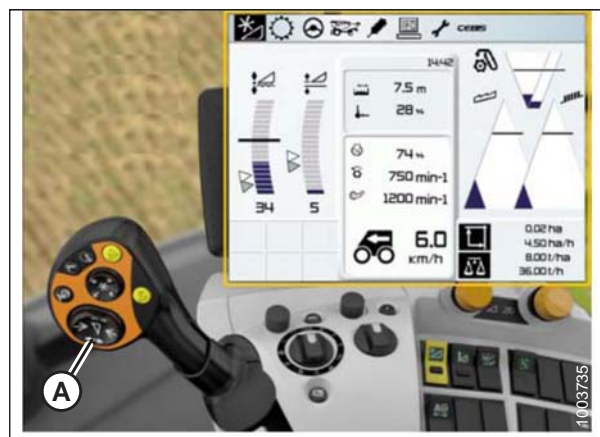 CEBIS
14:42
7.5 m
28 %
74 %
750 min-1
1200 min-1
6.0
km/h
34
5
0.02 ha
4.50 ha/h
8.00 t/ha
36.00 t/h
A
1003735